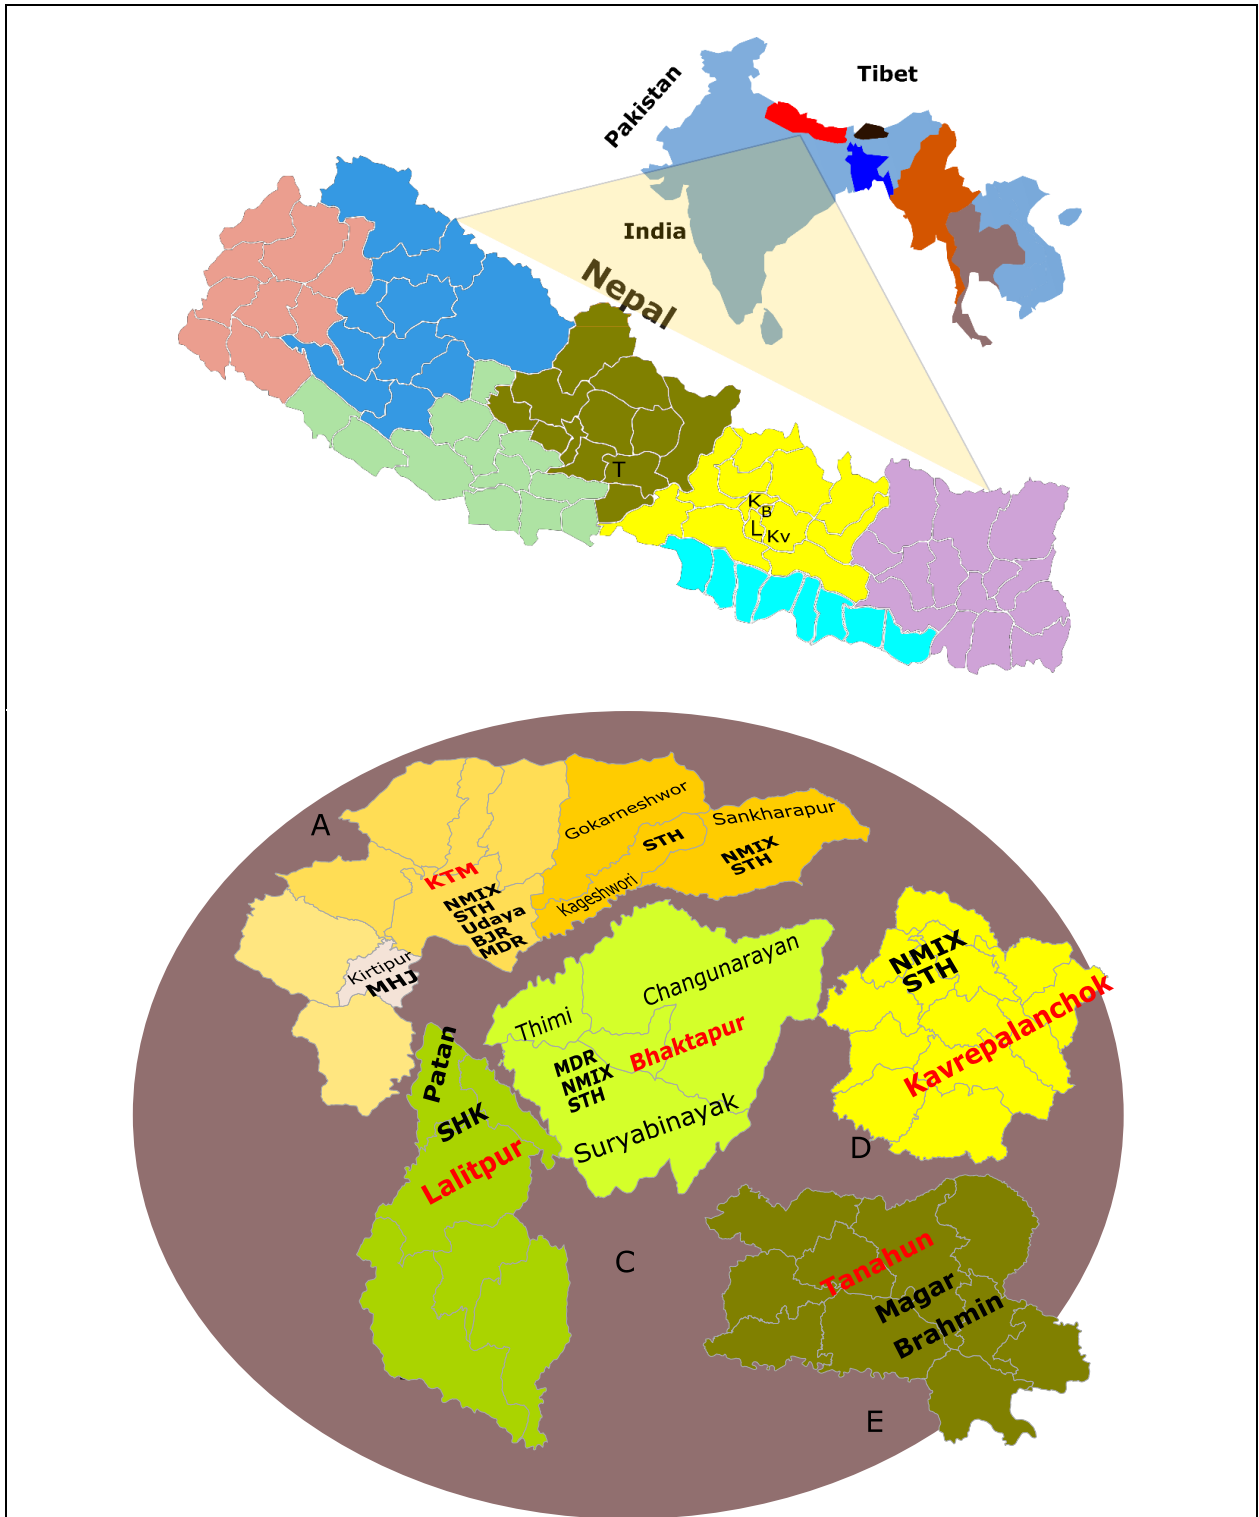 Tibet
Pakistan
India
Nepal
T
K
B
L
Kv
A
Gokarneshwor
Sankharapur
STH
NMIX
STH
KTM
Kageshwori
NMIX
STH
Udaya
BJR
MDR
Kirtipur
MHJ
Changunarayan
Thimi
Bhaktapur
MDR
NMIX
STH
Suryabinayak
NMIX
STH
Kavrepalanchok
D
Patan
SHK
Lalitpur
C
Tanahun
Magar
Brahmin
E